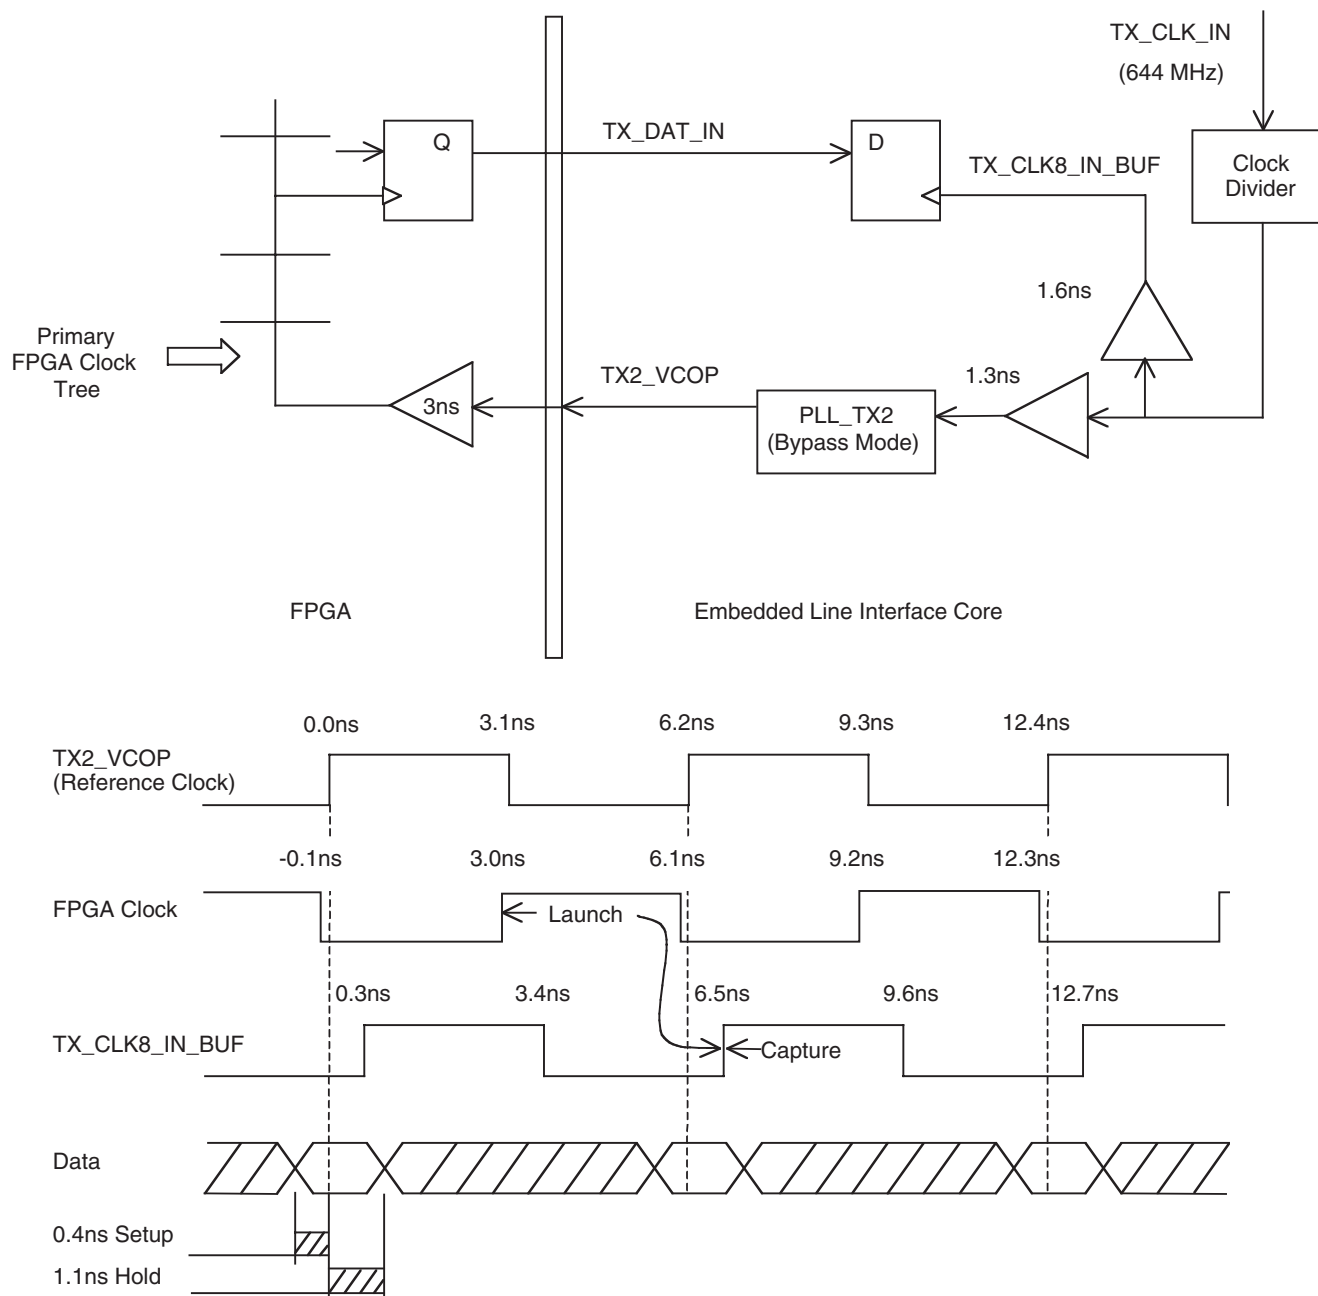 TX_CLK_IN
(644 MHz)
Q
TX_DAT_IN
D
TX_CLK8_IN_BUF
Clock
Divider
1.6ns
Primary
FPGA Clock
Tree
3ns
TX2_VCOP
1.3ns
PLL_TX2
(Bypass Mode)
FPGA
Embedded Line Interface Core
0.0ns
3.1ns
6.2ns
9.3ns
12.4ns
TX2_VCOP
(Reference Clock)
-0.1ns
3.0ns
6.1ns
9.2ns
12.3ns
FPGA Clock
Launch
0.3ns
3.4ns
6.5ns
9.6ns
12.7ns
TX_CLK8_IN_BUF
Capture
Data
0.4ns Setup
1.1ns Hold